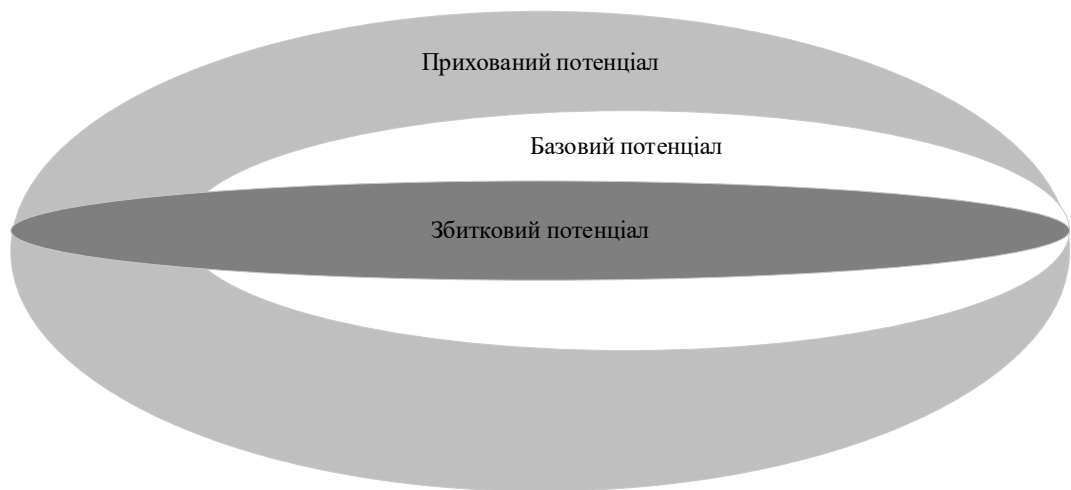 Прихований потенціал
Базовий потенціал
Збитковий потенціал